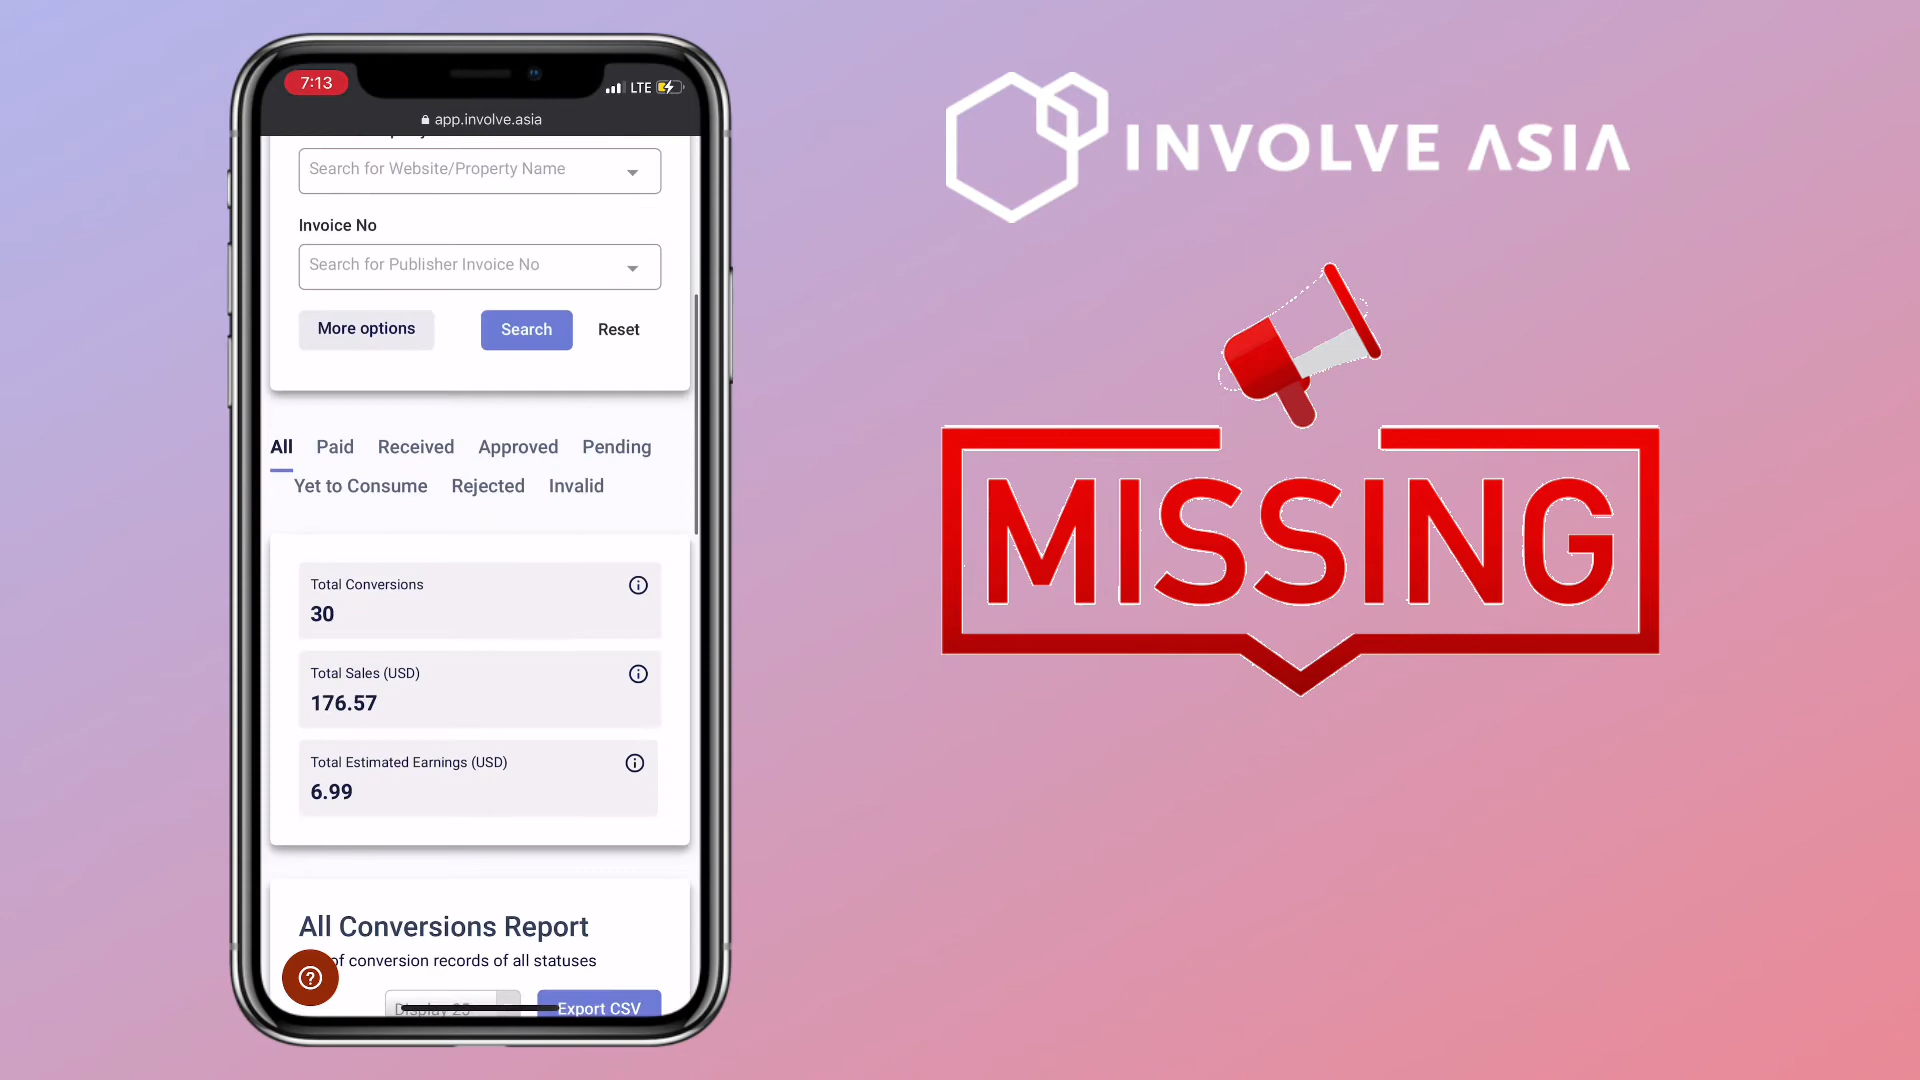 7:13
LTE
app.involve.asia
Search for Website/Property Name
Invoice No
Search for Publisher Invoice No
More options
Search
Reset
All Paid Received Approved Pending
Yet to Consume Rejected Invalid
Total Conversions
30
Total Sales (USD)
176.57
Total Estimated Earnings (USD)
6.99
All Conversions Report
of conversion records of all statuses
Display 25
Export CSV
INVOLVE ASIA
MISSING